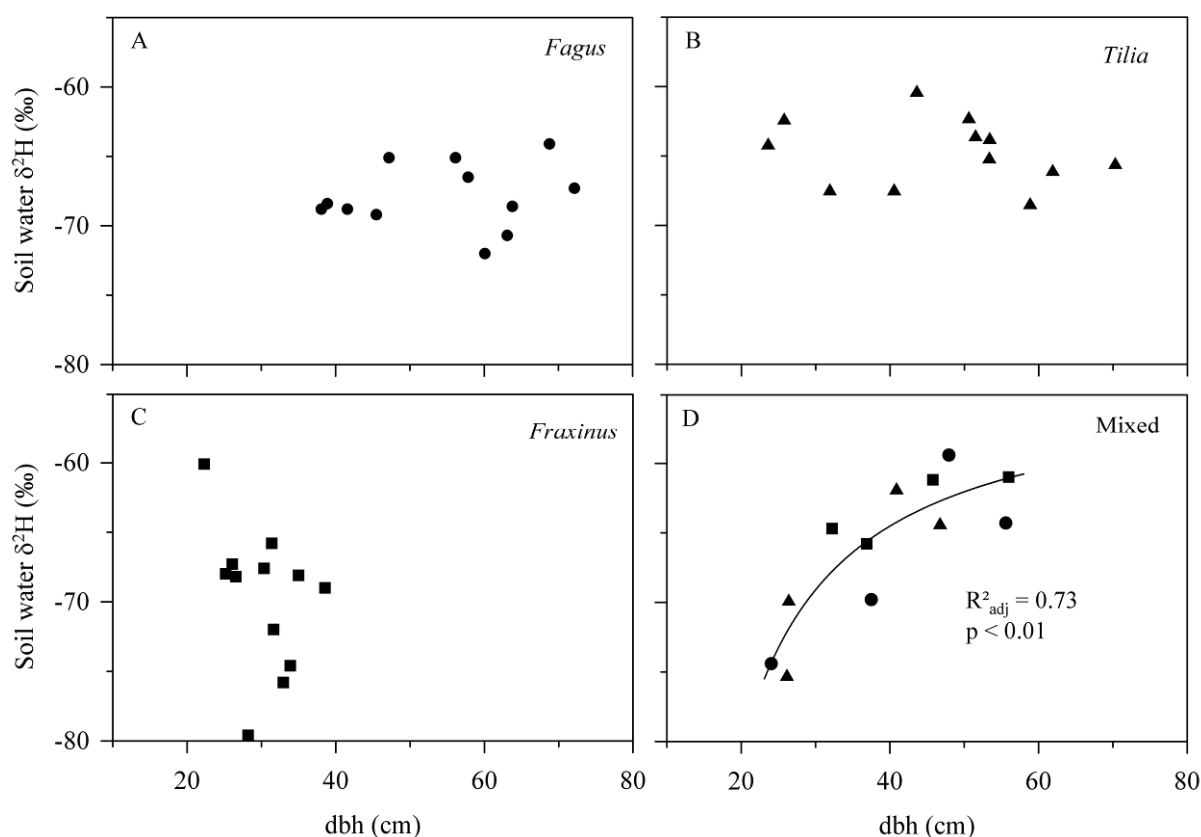 A
Fagus
B
Tilia
Soil water δ²H (‰)
-60
-70
-80
C
Fraxinus
D
Mixed
Soil water δ²H (‰)
-60
-70
-80
R²adj = 0.73
p < 0.01
20 40 60 80
20 40 60 80
dbh (cm)
dbh (cm)